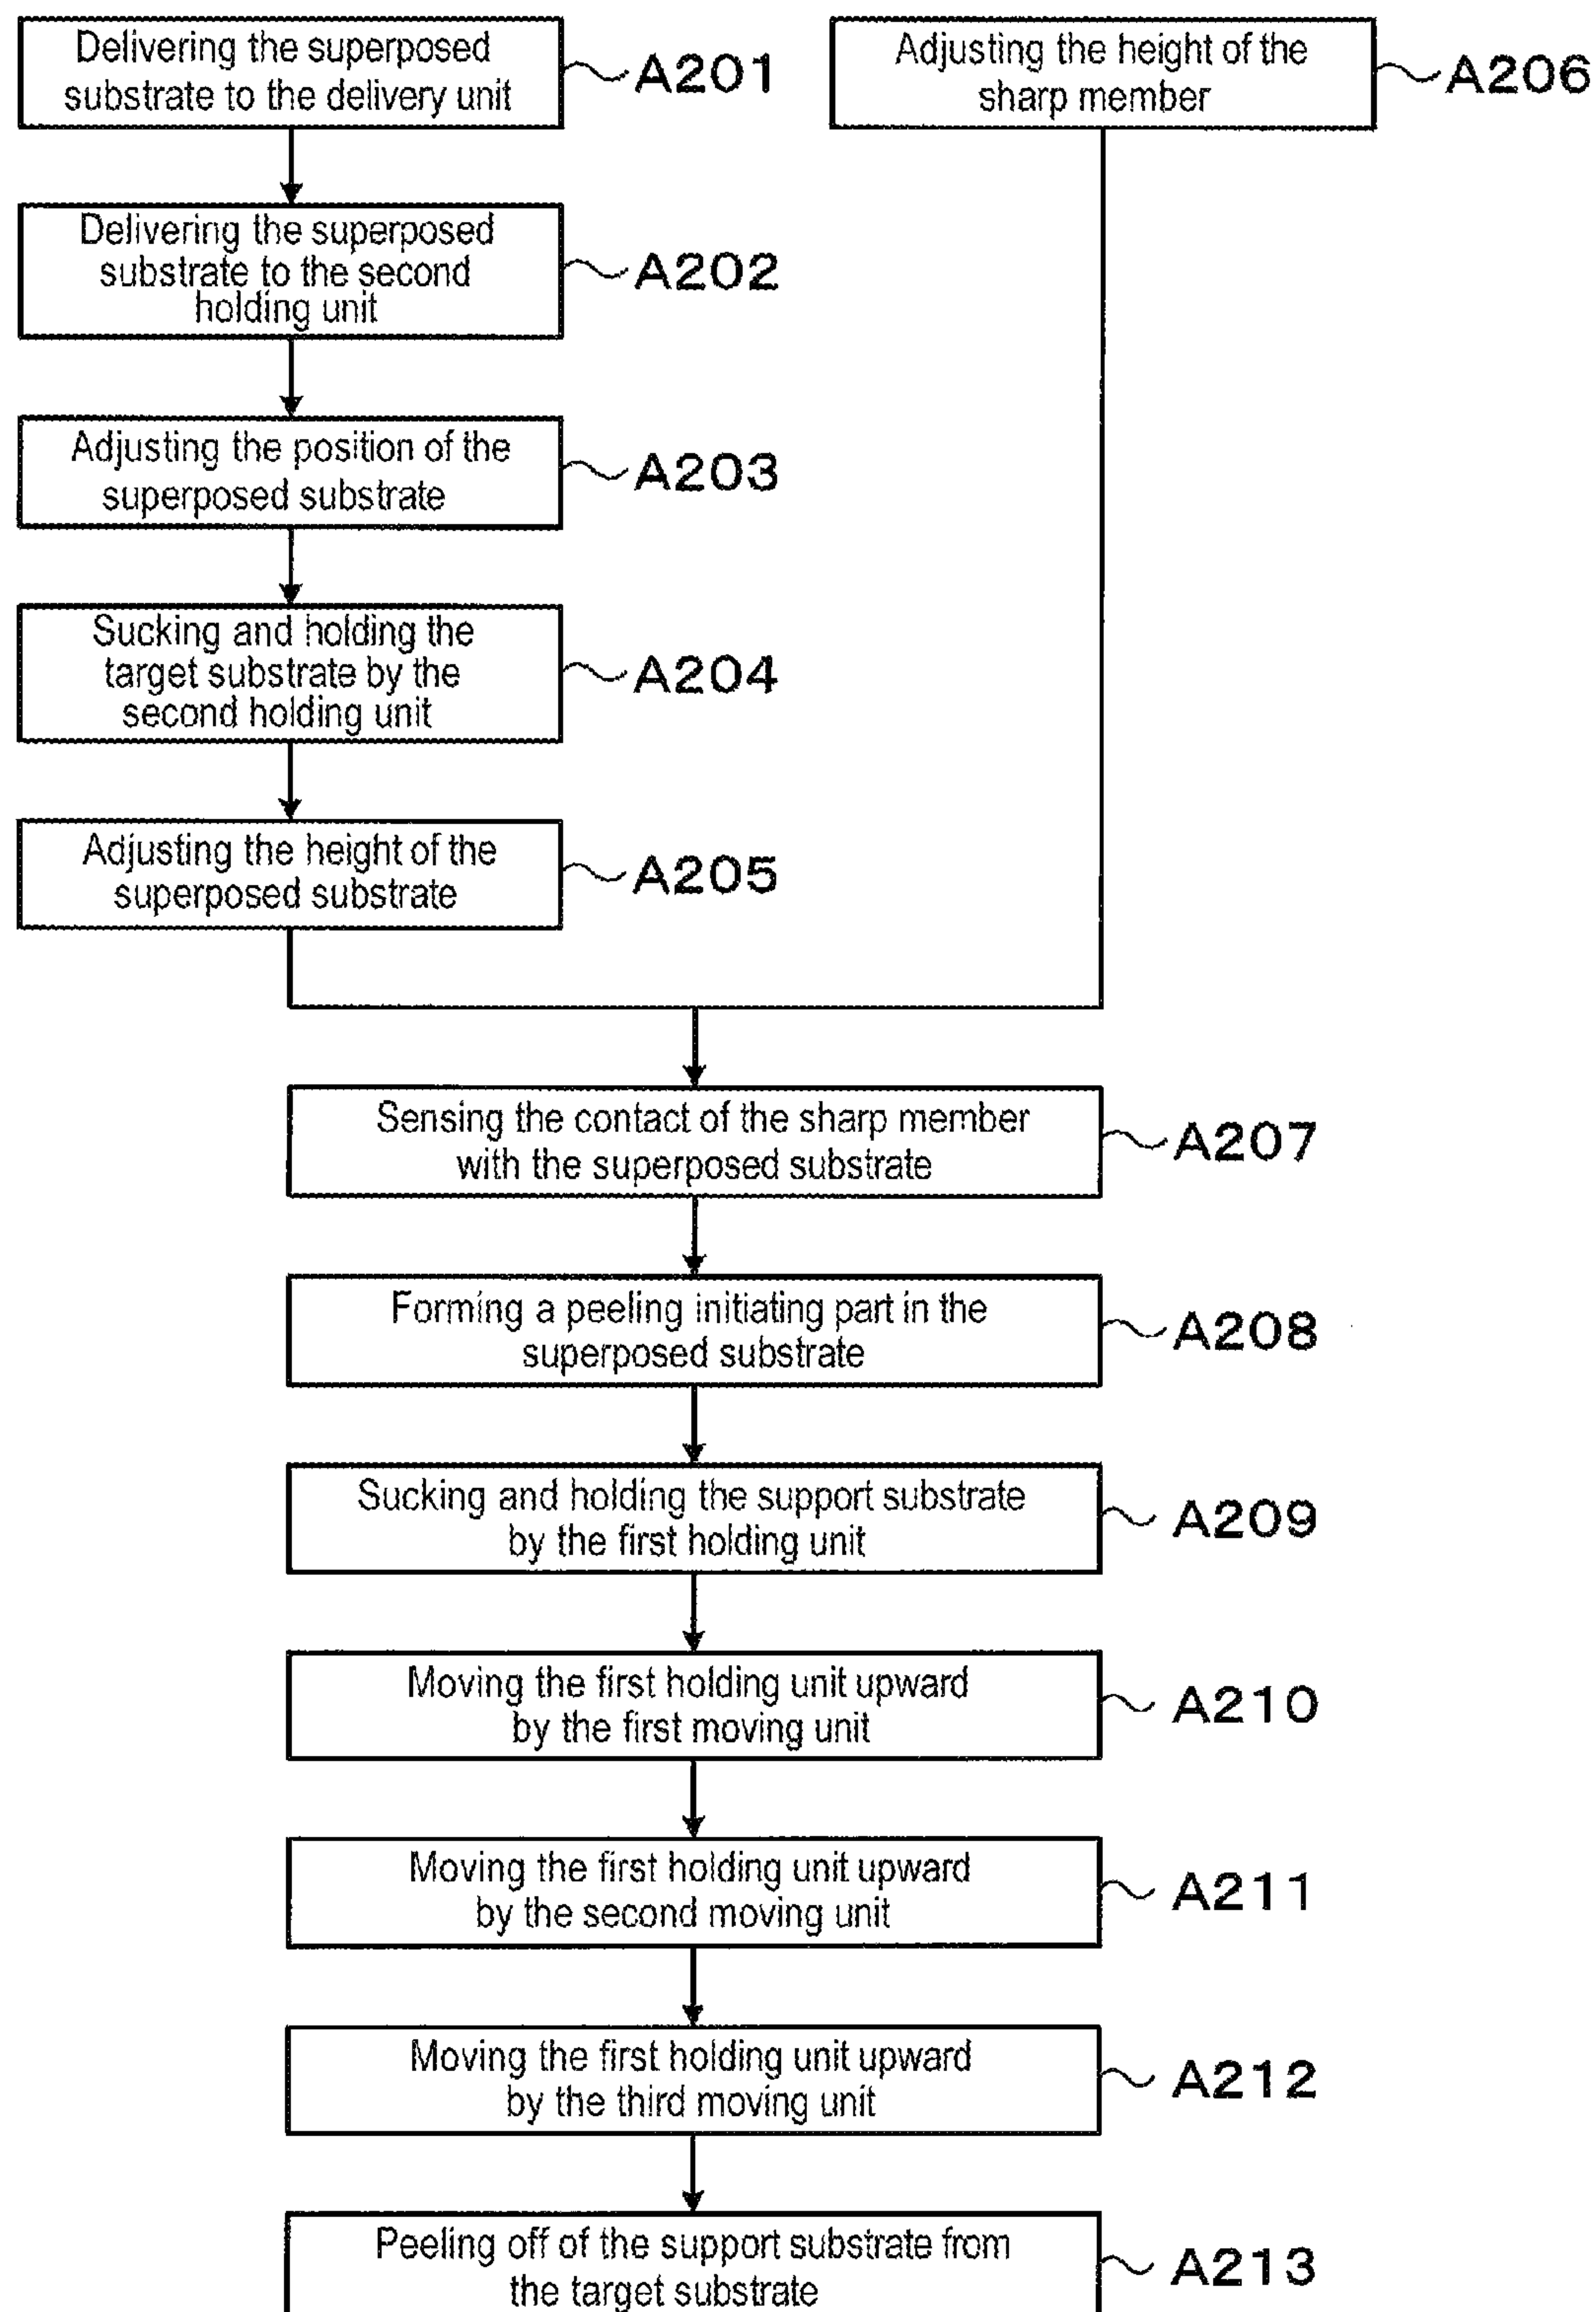 Delivering the superposed
substrate to the delivery unit
A201
Adjusting the height of the
sharp member
A206
Delivering the superposed
substrate to the second
holding unit
A202
Adjusting the position of the
superposed substrate
A203
Sucking and holding the
target substrate by the
second holding unit
A204
Adjusting the height of the
superposed substrate
A205
Sensing the contact of the sharp member
with the superposed substrate
A207
Forming a peeling initiating part in the
superposed substrate
A208
Sucking and holding the support substrate
by the first holding unit
A209
Moving the first holding unit upward
by the first moving unit
A210
Moving the first holding unit upward
by the second moving unit
A211
Moving the first holding unit upward
by the third moving unit
A212
Peeling off of the support substrate from
the target substrate
A213